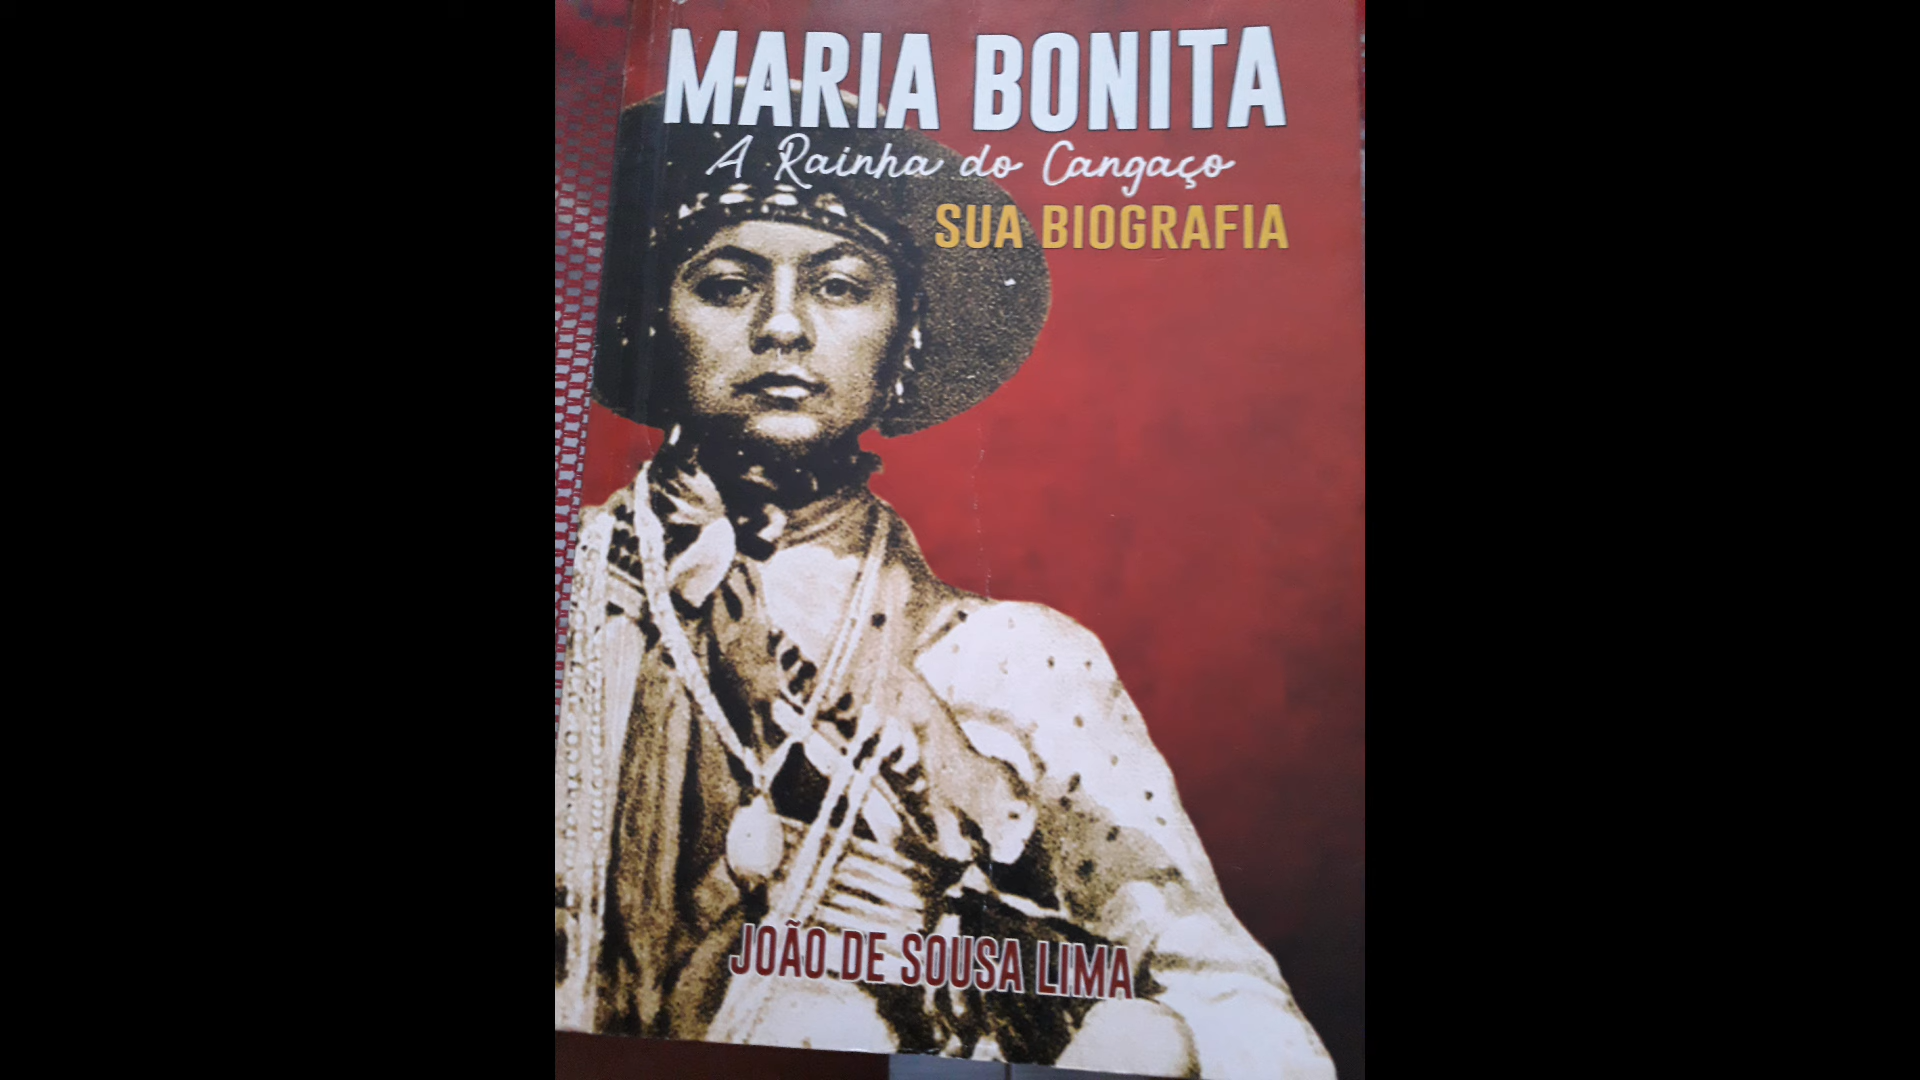 MARIA BONITA
A Rainha do Cangaço
SUA BIOGRAFIA
JOÃO DE SOUSA LIMA